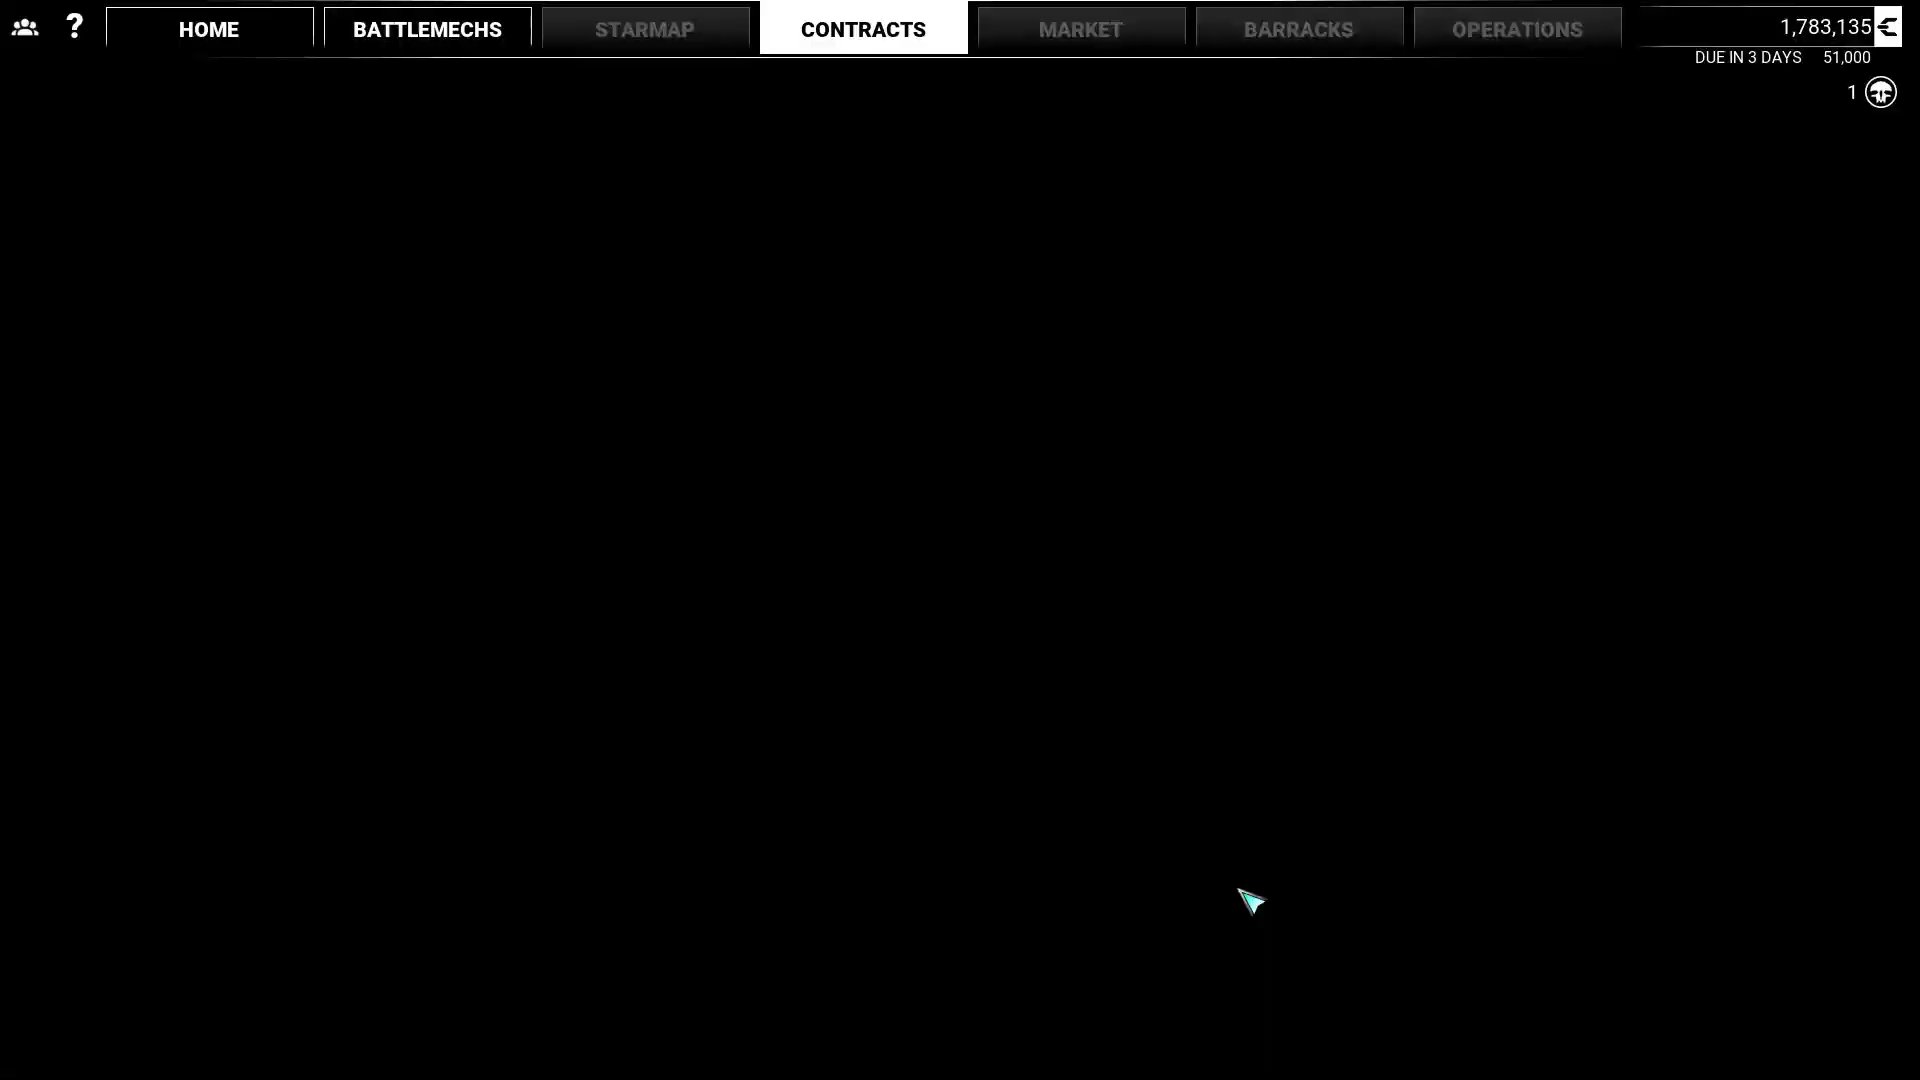 ? HOME BATTLEMECHS STARMAP CONTRACTS MARKET BARRACKS OPERATIONS 1,783,135
DUE IN 3 DAYS 51,000
1